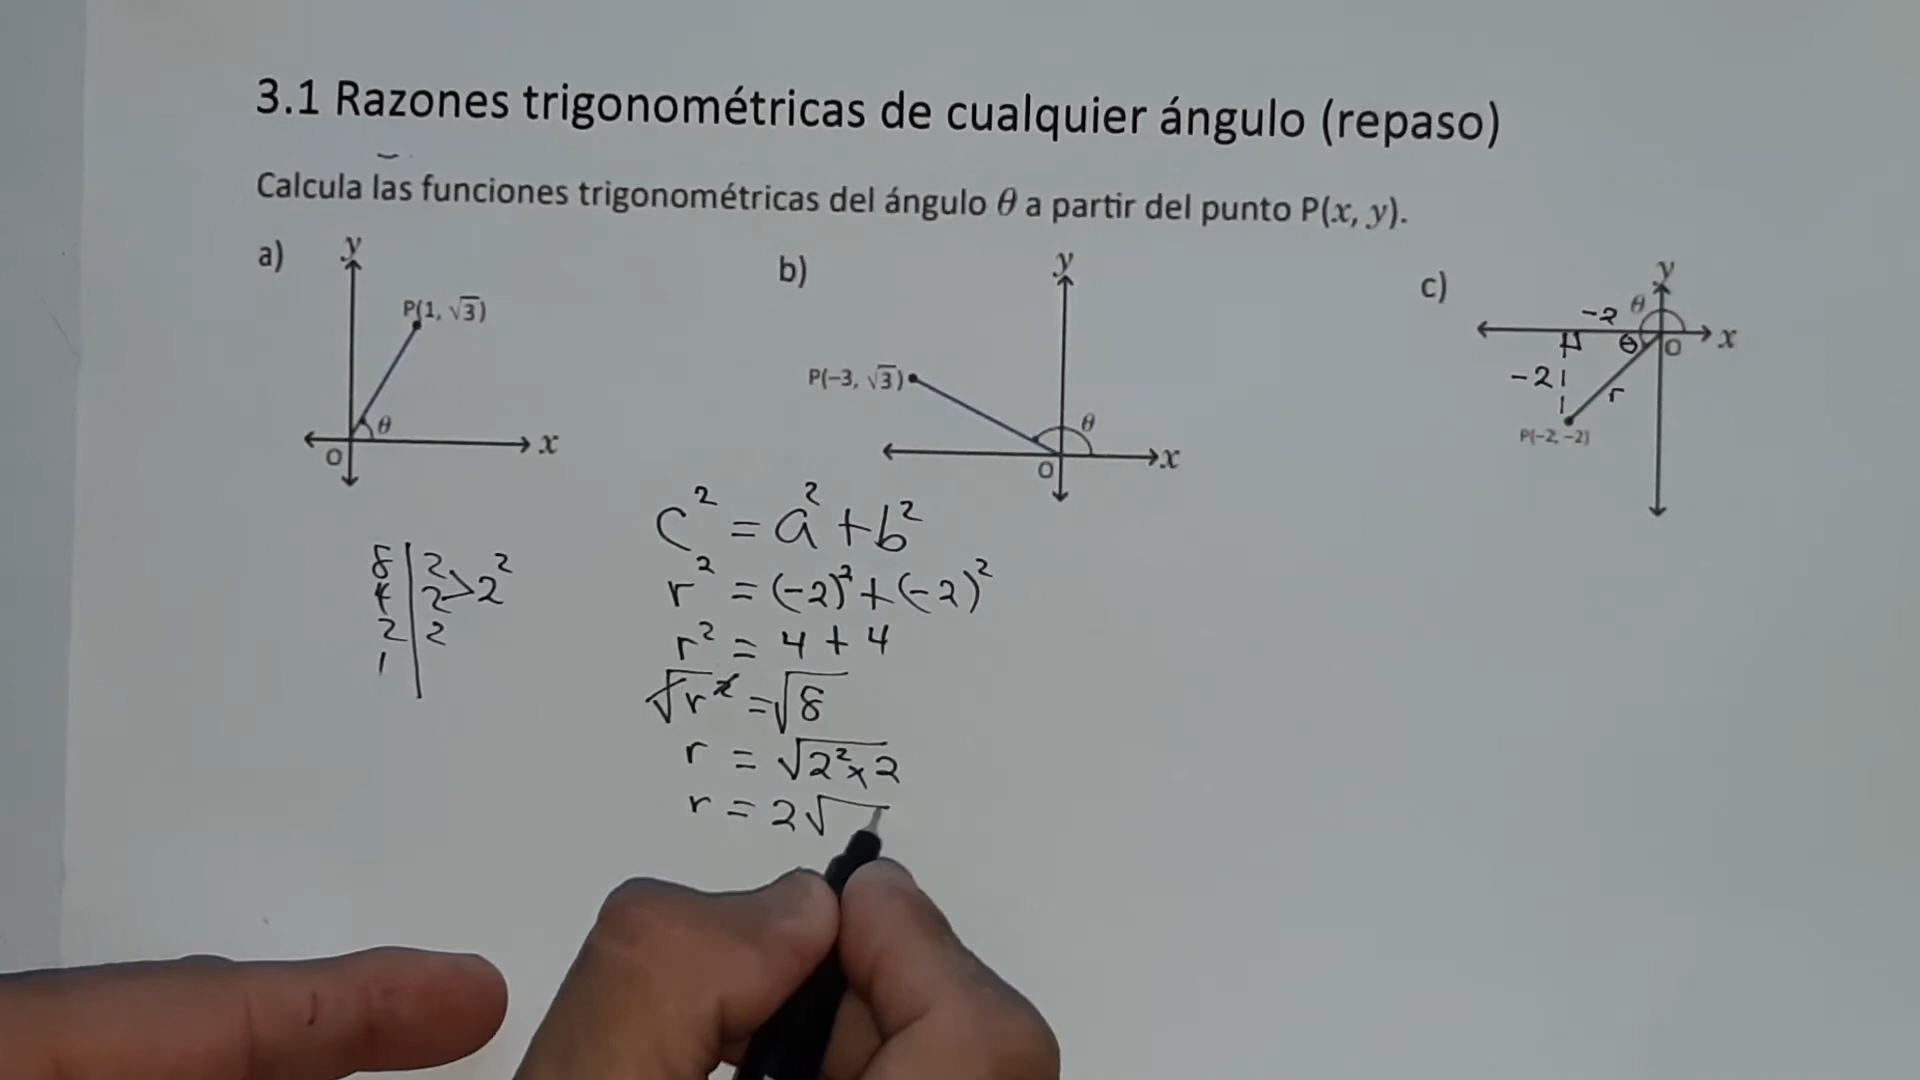 3.1 Razones trigonométricas de cualquier ángulo (repaso)
Calcula las funciones trigonométricas del ángulo θ a partir del punto P(x, y).
a)
y
P(1, √3)
θ
x
O
b)
y
P(−3, √3)
θ
x
O
c)
y
θ
-2
x
θ
O
-2
r
P(−2, −2)
8 | 2
4 | 2 > 2²
2 | 2
1
c² = a² + b²
r² = (-2)² + (-2)²
r² = 4 + 4
√r² = √8
r = √2²x2
r = 2√